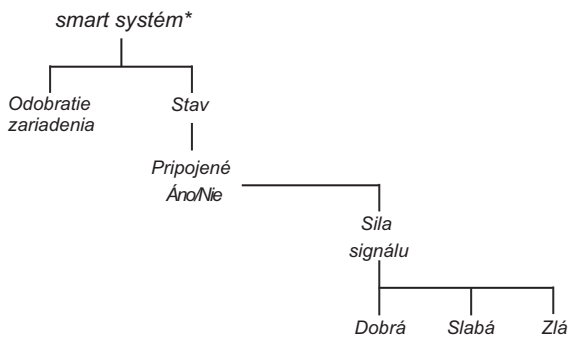 smart systém*
Odobratie
zariadenia
Stav
Pripojené
Áno/Nie
Sila
signálu
Dobrá
Slabá
Zlá